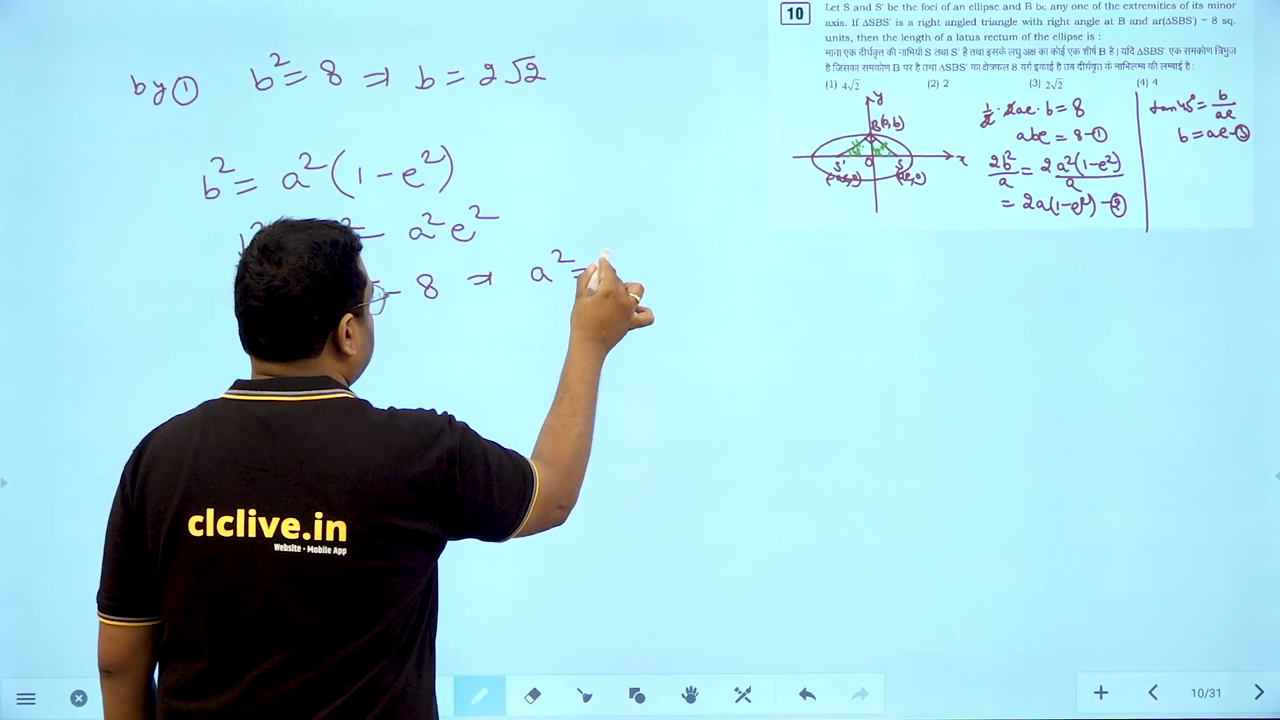 10
Let S and S' be the foci of an ellipse and B be any one of the extremities of its minor
axis. If ΔSBS' is a right angled triangle with right angle at B and ar(ΔSBS') = 8 sq.
units, then the length of a latus rectum of the ellipse is :
माना एक दीर्घवृत्त की नाभियाँ S तथा S' है तथा इसके लघु अक्ष का कोई एक शीर्ष B है। यदि ΔSBS' एक समकोण त्रिभुज
है जिसका समकोण B पर है तथा ΔSBS' का क्षेत्रफल 8 वर्ग इकाई है तब दीर्घवृत्त के नाभिलम्ब की लम्बाई है :
(1) 4√2 (2) 2 (3) 2√2 (4) 4
y
B(0, b)
O
x
S' S
(ae,0)
1/2 · 2ae · b = 8
abe = 8 - ①
2b²/a = 2 a²(1-e²)/a
= 2a(1-e²) - ②
tan45° = b/ae
b = ae - ③
by ① b² = 8 ⇒ b = 2√2
b² = a²(1-e²)
- a²e²
- 8 ⇒ a² =
clclive.in
Website • Mobile App
10/31